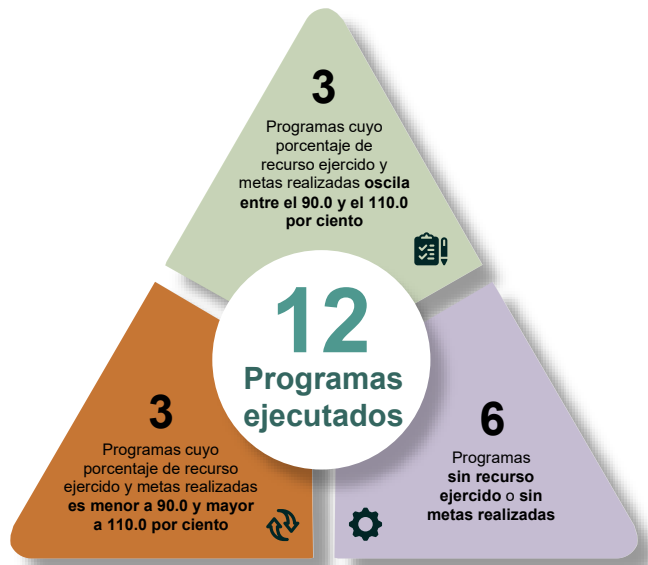 3
Programas cuyo
porcentaje de
recurso ejercido y
metas realizadas oscila
entre el 90.0 y el 110.0
por ciento
12
Programas
ejecutados
3
Programas cuyo
porcentaje de recurso
ejercido y metas realizadas
es menor a 90.0 y mayor
a 110.0 por ciento
6
Programas
sin recurso
ejercido o sin
metas realizadas